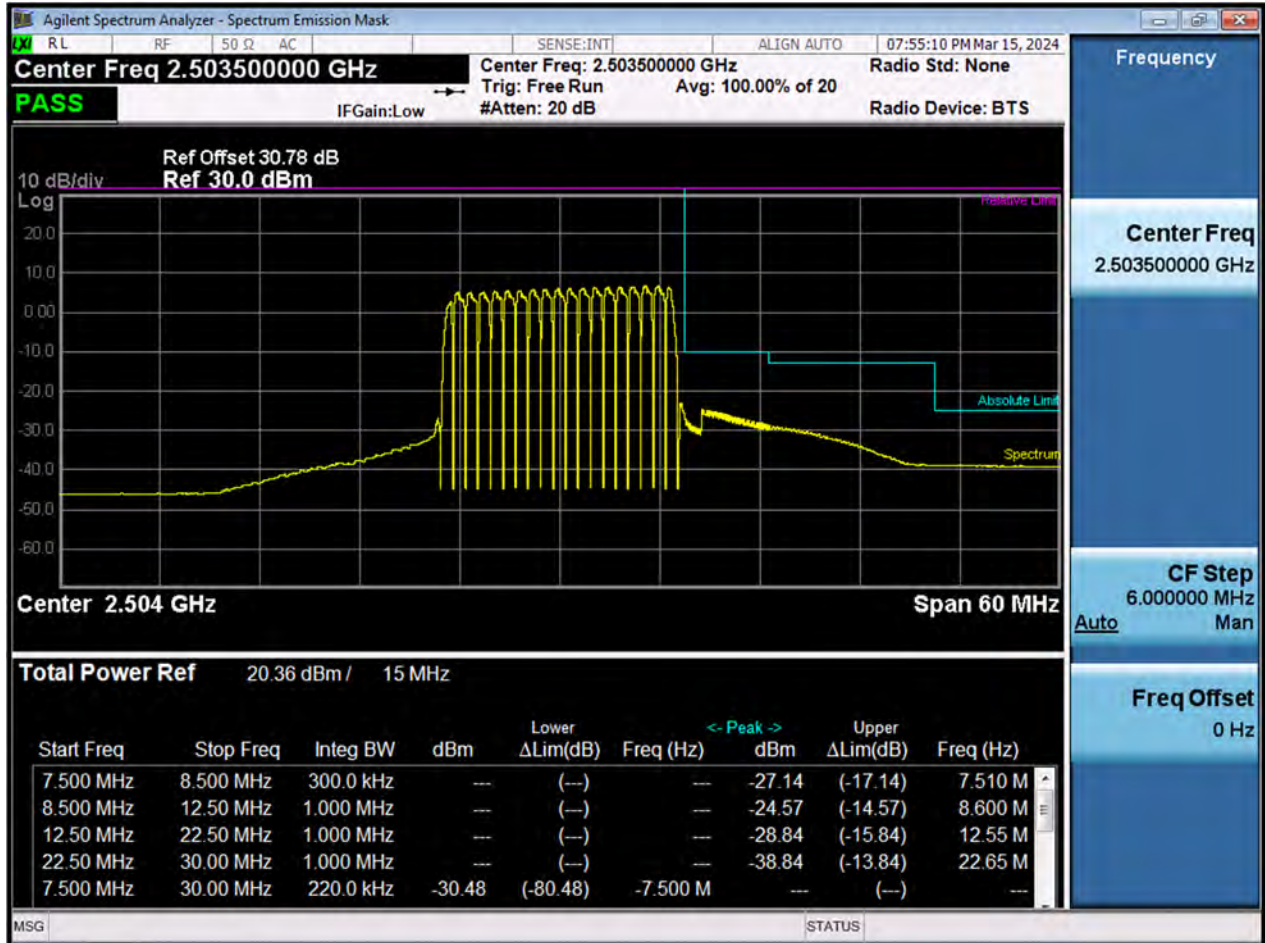 Agilent Spectrum Analyzer - Spectrum Emission Mask
LXI RL RF 50 Ω AC SENSE:INT ALIGN AUTO 07:55:10 PM Mar 15, 2024
Center Freq 2.503500000 GHz
Center Freq: 2.503500000 GHz
Radio Std: None
Trig: Free Run Avg: 100.00% of 20
PASS
IFGain:Low
#Atten: 20 dB
Radio Device: BTS
Ref Offset 30.78 dB
10 dB/div Ref 30.0 dBm
Log
Relative Limit
20.0
10.0
0.00
-10.0
-20.0
Absolute Limit
-30.0
Spectrum
-40.0
-50.0
-60.0
Center 2.504 GHz Span 60 MHz
Total Power Ref 20.36 dBm / 15 MHz
Lower <- Peak -> Upper
Start Freq Stop Freq Integ BW dBm ΔLim(dB) Freq (Hz) dBm ΔLim(dB) Freq (Hz)
7.500 MHz 8.500 MHz 300.0 kHz --- (---) --- -27.14 (-17.14) 7.510 M
8.500 MHz 12.50 MHz 1.000 MHz --- (---) --- -24.57 (-14.57) 8.600 M
12.50 MHz 22.50 MHz 1.000 MHz --- (---) --- -28.84 (-15.84) 12.55 M
22.50 MHz 30.00 MHz 1.000 MHz --- (---) --- -38.84 (-13.84) 22.65 M
7.500 MHz 30.00 MHz 220.0 kHz -30.48 (-80.48) -7.500 M --- (---) ---
MSG STATUS
Frequency
Center Freq
2.503500000 GHz
CF Step
6.000000 MHz
Auto Man
Freq Offset
0 Hz